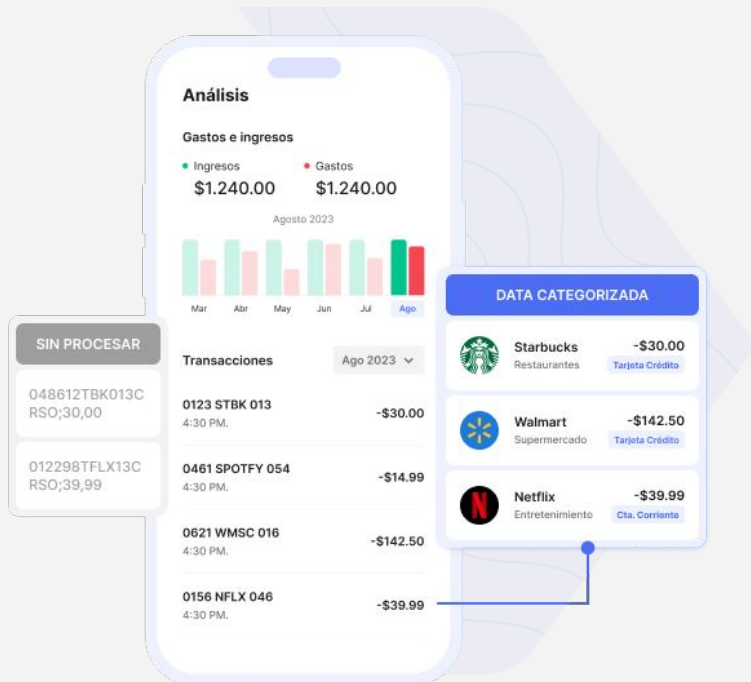 Análisis
Gastos e ingresos
Ingresos
Gastos
$1.240.00
$1.240.00
Agosto 2023
Mar
Abr
May
Jun
Jul
Ago
Transacciones
Ago 2023
0123 STBK 013
4:30 PM.
-$30.00
0461 SPOTFY 054
4:30 PM.
-$14.99
0621 WMSC 016
4:30 PM.
-$142.50
0156 NFLX 046
4:30 PM.
-$39.99
SIN PROCESAR
048612TBK013C
RSO;30,00
012298TFLX13C
RSO;39,99
DATA CATEGORIZADA
Starbucks
Restaurantes
-$30.00
Tarjeta Crédito
Walmart
Supermercado
-$142.50
Tarjeta Crédito
N
Netflix
Entretenimiento
-$39.99
Cta. Corriente